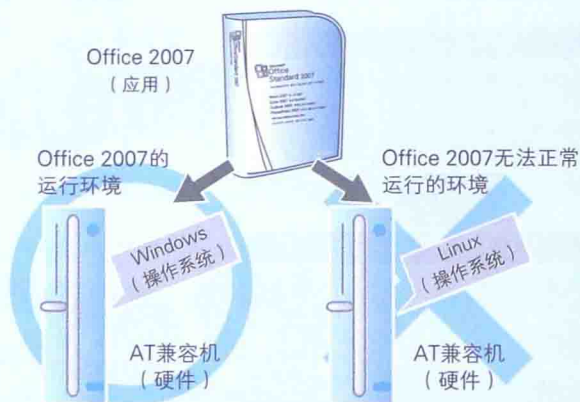 Office 2007
（应用）
Office
Standard 2007
Office 2007的
运行环境
Office 2007无法正常
运行的环境
Windows
（操作系统）
Linux
（操作系统）
AT兼容机
（硬件）
AT兼容机
（硬件）